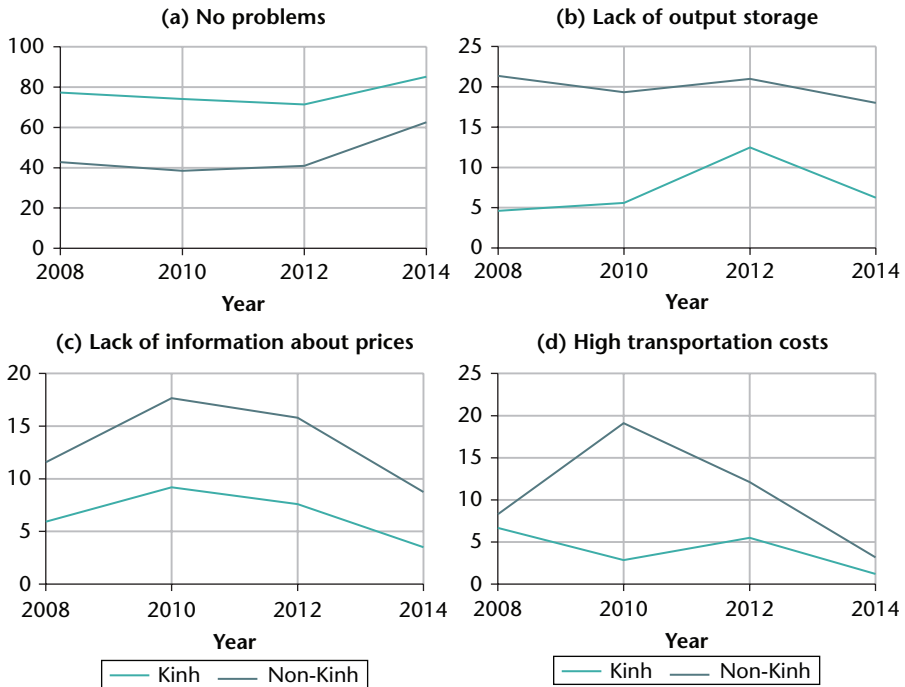 (a) No problems
100
80
60
40
20
0
2008 2010 2012 2014
Year
(b) Lack of output storage
25
20
15
10
5
0
2008 2010 2012 2014
Year
(c) Lack of information about prices
20
15
10
5
0
2008 2010 2012 2014
Year
Kinh Non-Kinh
(d) High transportation costs
25
20
15
10
5
0
2008 2010 2012 2014
Year
Kinh Non-Kinh